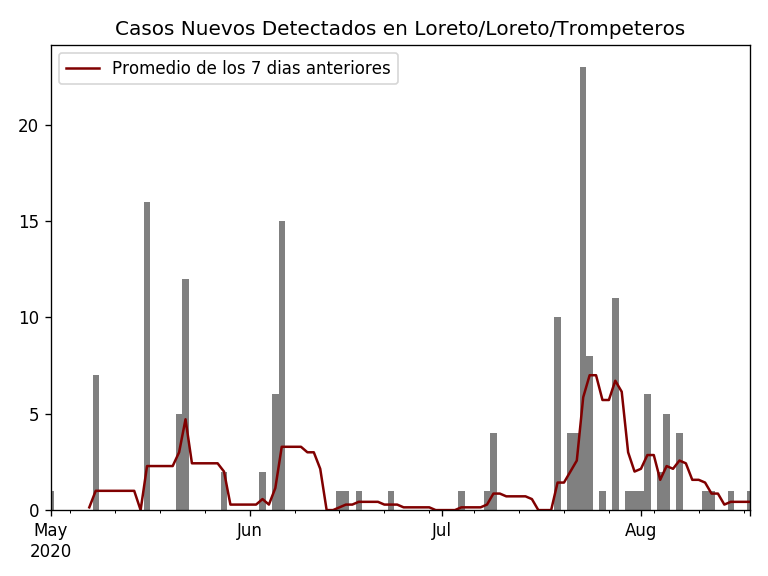 Casos Nuevos Detectados en Loreto/Loreto/Trompeteros
Promedio de los 7 dias anteriores
20
15
10
5
0
May Jun Jul Aug
2020